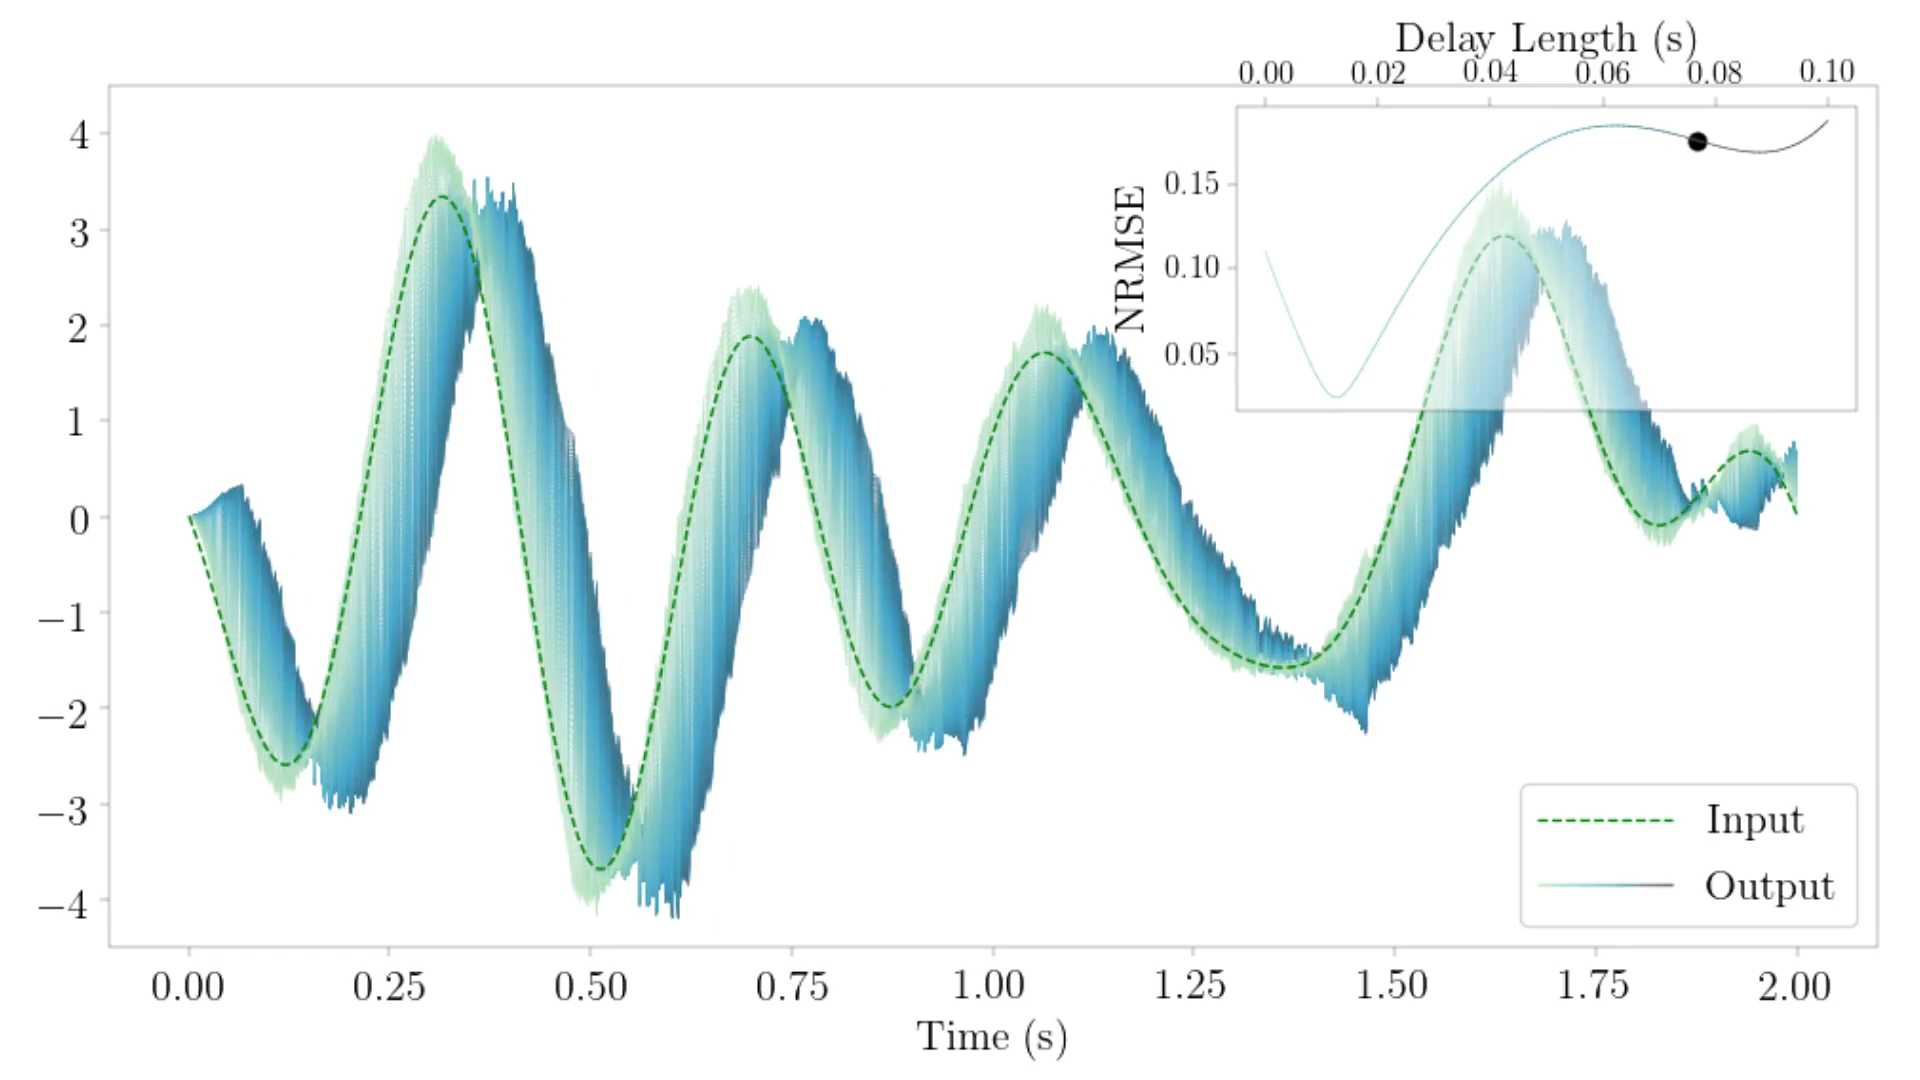 Delay Length (s)
0.00 0.02 0.04 0.06 0.08 0.10
NRMSE
0.15
0.10
0.05
4
3
2
1
0
−1
−2
−3
−4
Input
Output
0.00 0.25 0.50 0.75 1.00 1.25 1.50 1.75 2.00
Time (s)